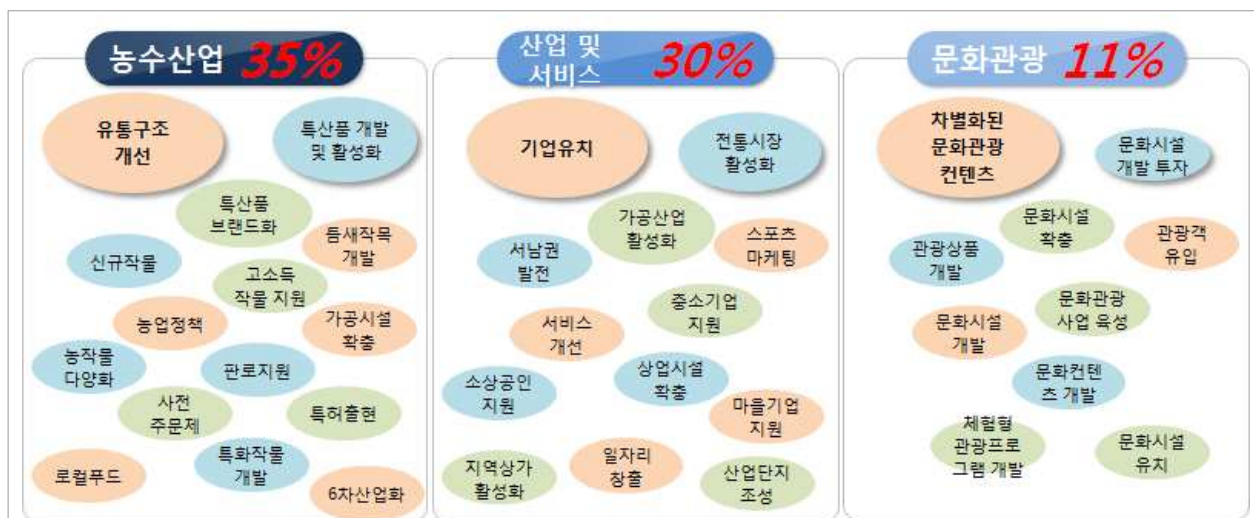 농수산업 35%
유통구조
개선
특산품 개발
및 활성화
특산품
브랜드화
틈새작목
개발
신규작물
고소득
작물 지원
농업정책
가공시설
확충
농작물
다양화
판로지원
사전
주문제
특허출현
로컬푸드
특화작물
개발
6차산업화
산업 및
서비스 30%
기업유치
전통시장
활성화
가공산업
활성화
스포츠
마케팅
서남권
발전
중소기업
지원
서비스
개선
소상공인
지원
상업시설
확충
마을기업
지원
지역상가
활성화
일자리
창출
산업단지
조성
문화관광 11%
차별화된
문화관광
컨텐츠
문화시설
개발 투자
문화시설
확충
관광객
유입
관광상품
개발
문화관광
사업 육성
문화시설
개발
문화컨텐
츠 개발
체험형
관광프로
그램 개발
문화시설
유치